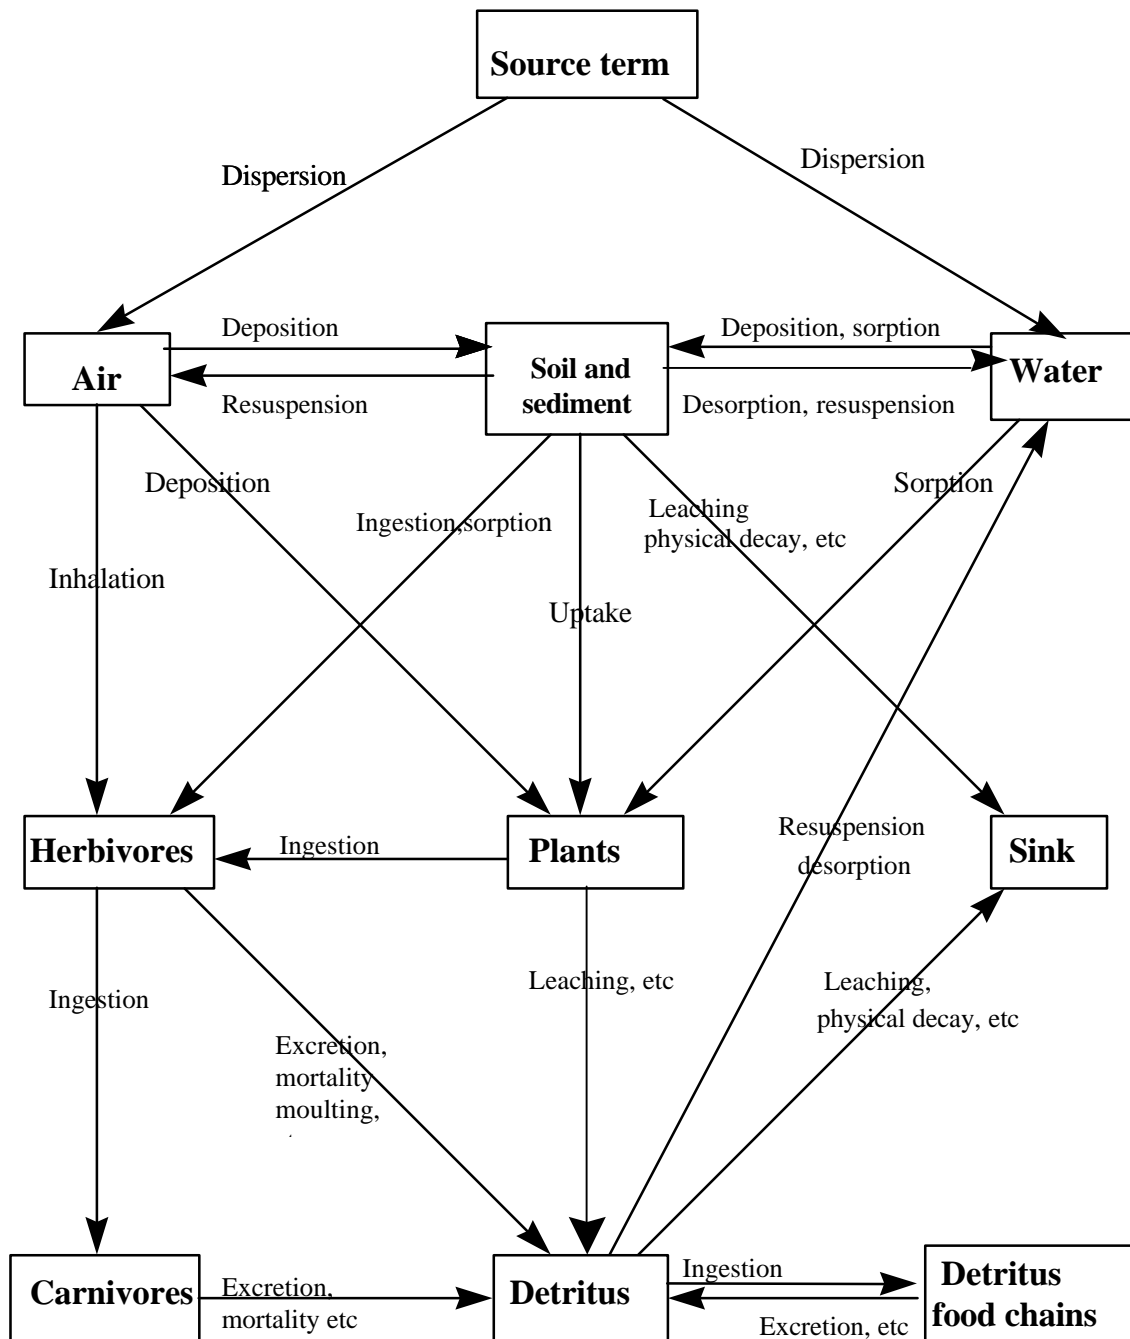 Source term
Dispersion
Dispersion
Air
Deposition
Resuspension
Soil and
sediment
Deposition, sorption
Desorption, resuspension
Water
Deposition
Ingestion,sorption
Leaching
physical decay, etc
Sorption
Inhalation
Uptake
Herbivores
Ingestion
Plants
Resuspension
desorption
Sink
Ingestion
Leaching, etc
Leaching,
physical decay, etc
Excretion,
mortality
moulting,
Carnivores
Excretion,
mortality etc
Detritus
Ingestion
Excretion, etc
Detritus
food chains